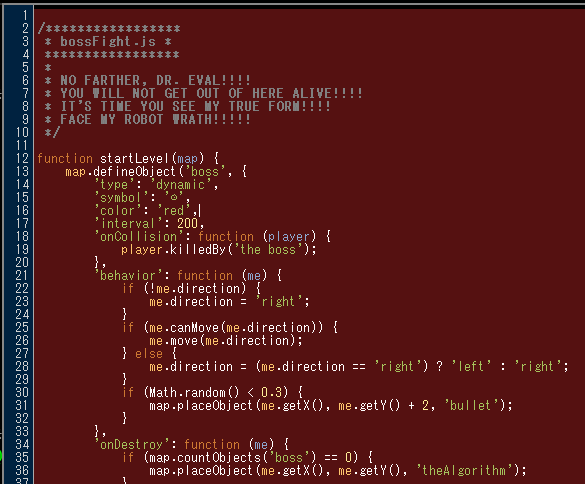 1
2 /*****************
3 * bossFight.js *
4 *****************
5 *
6 * NO FARTHER, DR. EVAL!!!!
7 * YOU WILL NOT GET OUT OF HERE ALIVE!!!!
8 * IT'S TIME YOU SEE MY TRUE FORM!!!!
9 * FACE MY ROBOT WRATH!!!!!
10 */
11
12 function startLevel(map) {
13 map.defineObject('boss', {
14 'type': 'dynamic',
15 'symbol': '⊙',
16 'color': 'red',
17 'interval': 200,
18 'onCollision': function (player) {
19 player.killedBy('the boss');
20 },
21 'behavior': function (me) {
22 if (!me.direction) {
23 me.direction = 'right';
24 }
25 if (me.canMove(me.direction)) {
26 me.move(me.direction);
27 } else {
28 me.direction = (me.direction == 'right') ? 'left' : 'right';
29 }
30 if (Math.random() < 0.3) {
31 map.placeObject(me.getX(), me.getY() + 2, 'bullet');
32 }
33 },
34 'onDestroy': function (me) {
35 if (map.countObjects('boss') == 0) {
36 map.placeObject(me.getX(), me.getY(), 'theAlgorithm');
37 }